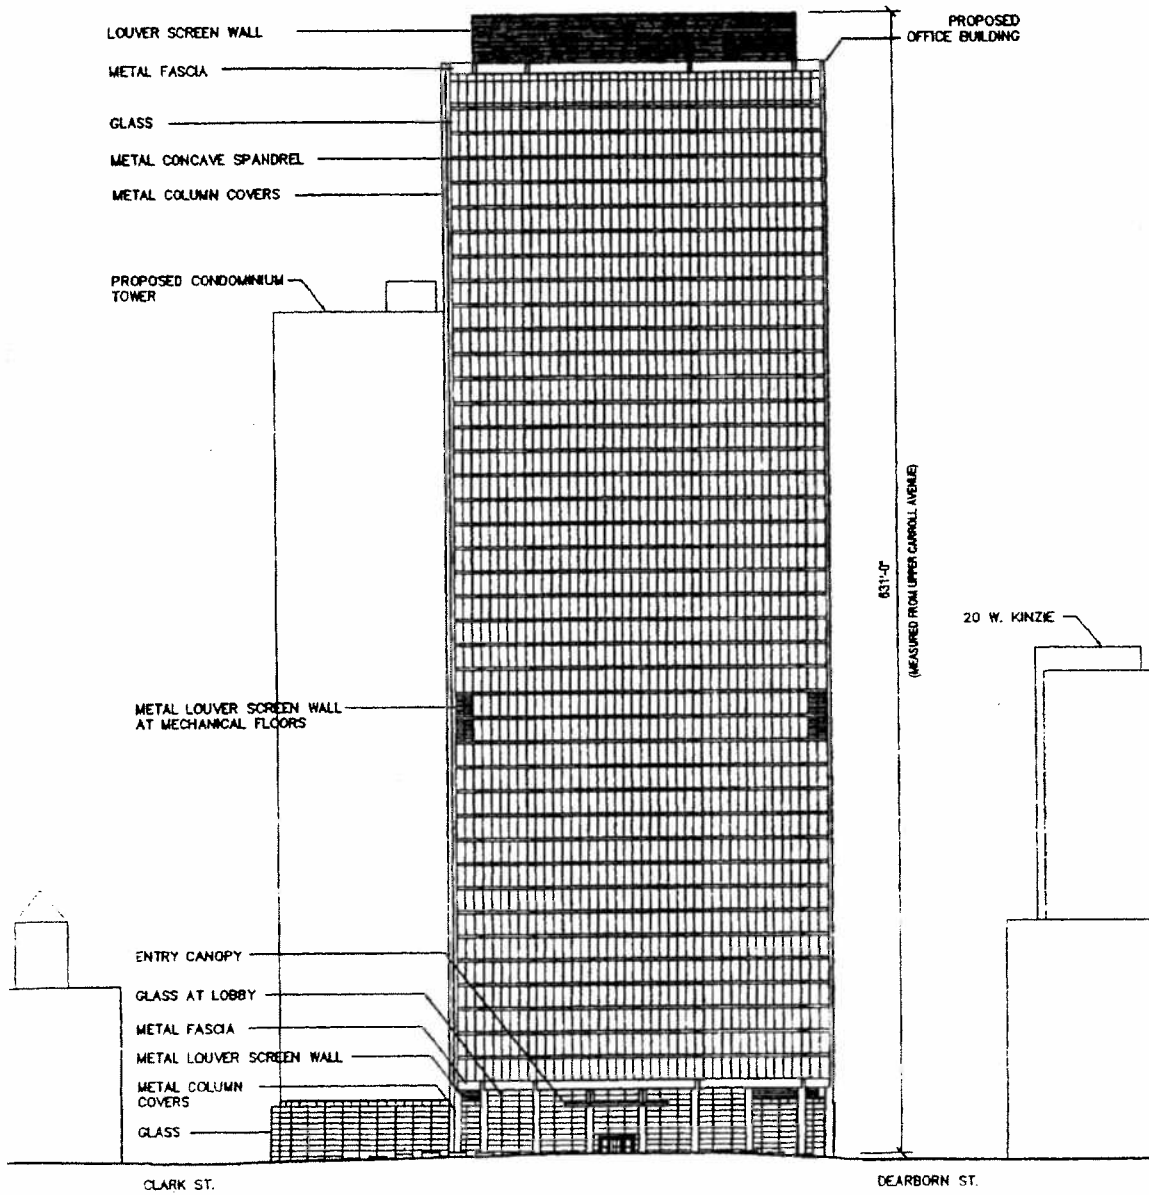 LOUVER SCREEN WALL
PROPOSED
OFFICE BUILDING
METAL FASCIA
GLASS
METAL CONCAVE SPANDREL
METAL COLUMN COVERS
PROPOSED CONDOMINIUM
TOWER
631'-0"
(MEASURED FROM UPPER CARROLL AVENUE)
20 W. KINZIE
METAL LOUVER SCREEN WALL
AT MECHANICAL FLOORS
ENTRY CANOPY
GLASS AT LOBBY
METAL FASCIA
METAL LOUVER SCREEN WALL
METAL COLUMN
COVERS
GLASS
CLARK ST.
DEARBORN ST.